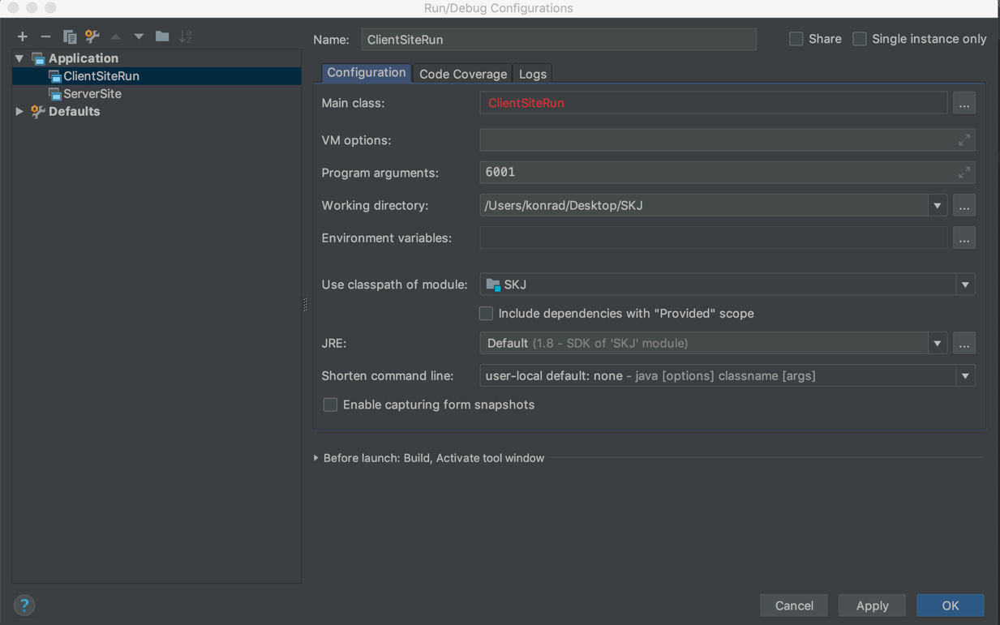 Run/Debug Configurations
Name: ClientSiteRun
Share
Single instance only
Application
ClientSiteRun
ServerSite
Defaults
Configuration Code Coverage Logs
Main class: ClientSiteRun ...
VM options:
Program arguments: 6001
Working directory: /Users/konrad/Desktop/SKJ ...
Environment variables: ...
Use classpath of module: SKJ
Include dependencies with "Provided" scope
JRE: Default (1.8 - SDK of 'SKJ' module) ...
Shorten command line: user-local default: none - java [options] classname [args]
Enable capturing form snapshots
Before launch: Build, Activate tool window
? Cancel Apply OK